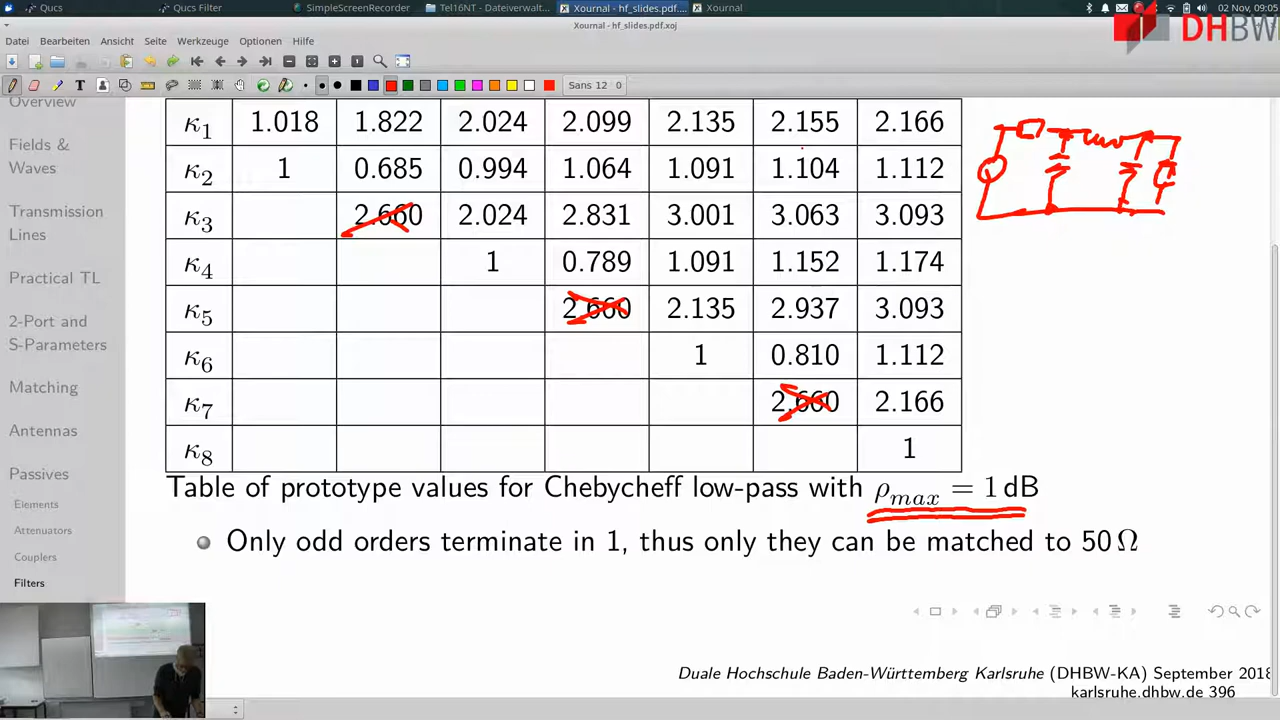 Qucs
Qucs Filter
SimpleScreenRecorder
Tel16NT - Dateiverwalt...
Xournal - hf_slides.pdf....
Xournal
02 Nov, 09:05
Xournal - hf_slides.pdf.xoj
DHBW
Datei Bearbeiten Ansicht Seite Werkzeuge Optionen Hilfe
Sans 12 0
Overview
Fields &
Waves
Transmission
Lines
Practical TL
2-Port and
S-Parameters
Matching
Antennas
Passives
Elements
Attenuators
Couplers
Filters
κ1 1.018 1.822 2.024 2.099 2.135 2.155 2.166
κ2 1 0.685 0.994 1.064 1.091 1.104 1.112
κ3 2.660 2.024 2.831 3.001 3.063 3.093
κ4 1 0.789 1.091 1.152 1.174
κ5 2.660 2.135 2.937 3.093
κ6 1 0.810 1.112
κ7 2.660 2.166
κ8 1
Table of prototype values for Chebycheff low-pass with ρmax = 1 dB
Only odd orders terminate in 1, thus only they can be matched to 50 Ω
Duale Hochschule Baden-Württemberg Karlsruhe (DHBW-KA) September 2018
karlsruhe.dhbw.de 396